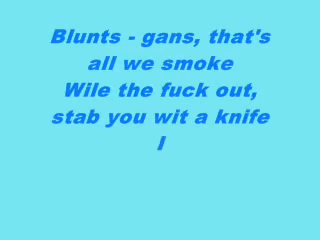 Blunts - gans, that's
all we smoke
Wile the fuck out,
stab you wit a knife
I